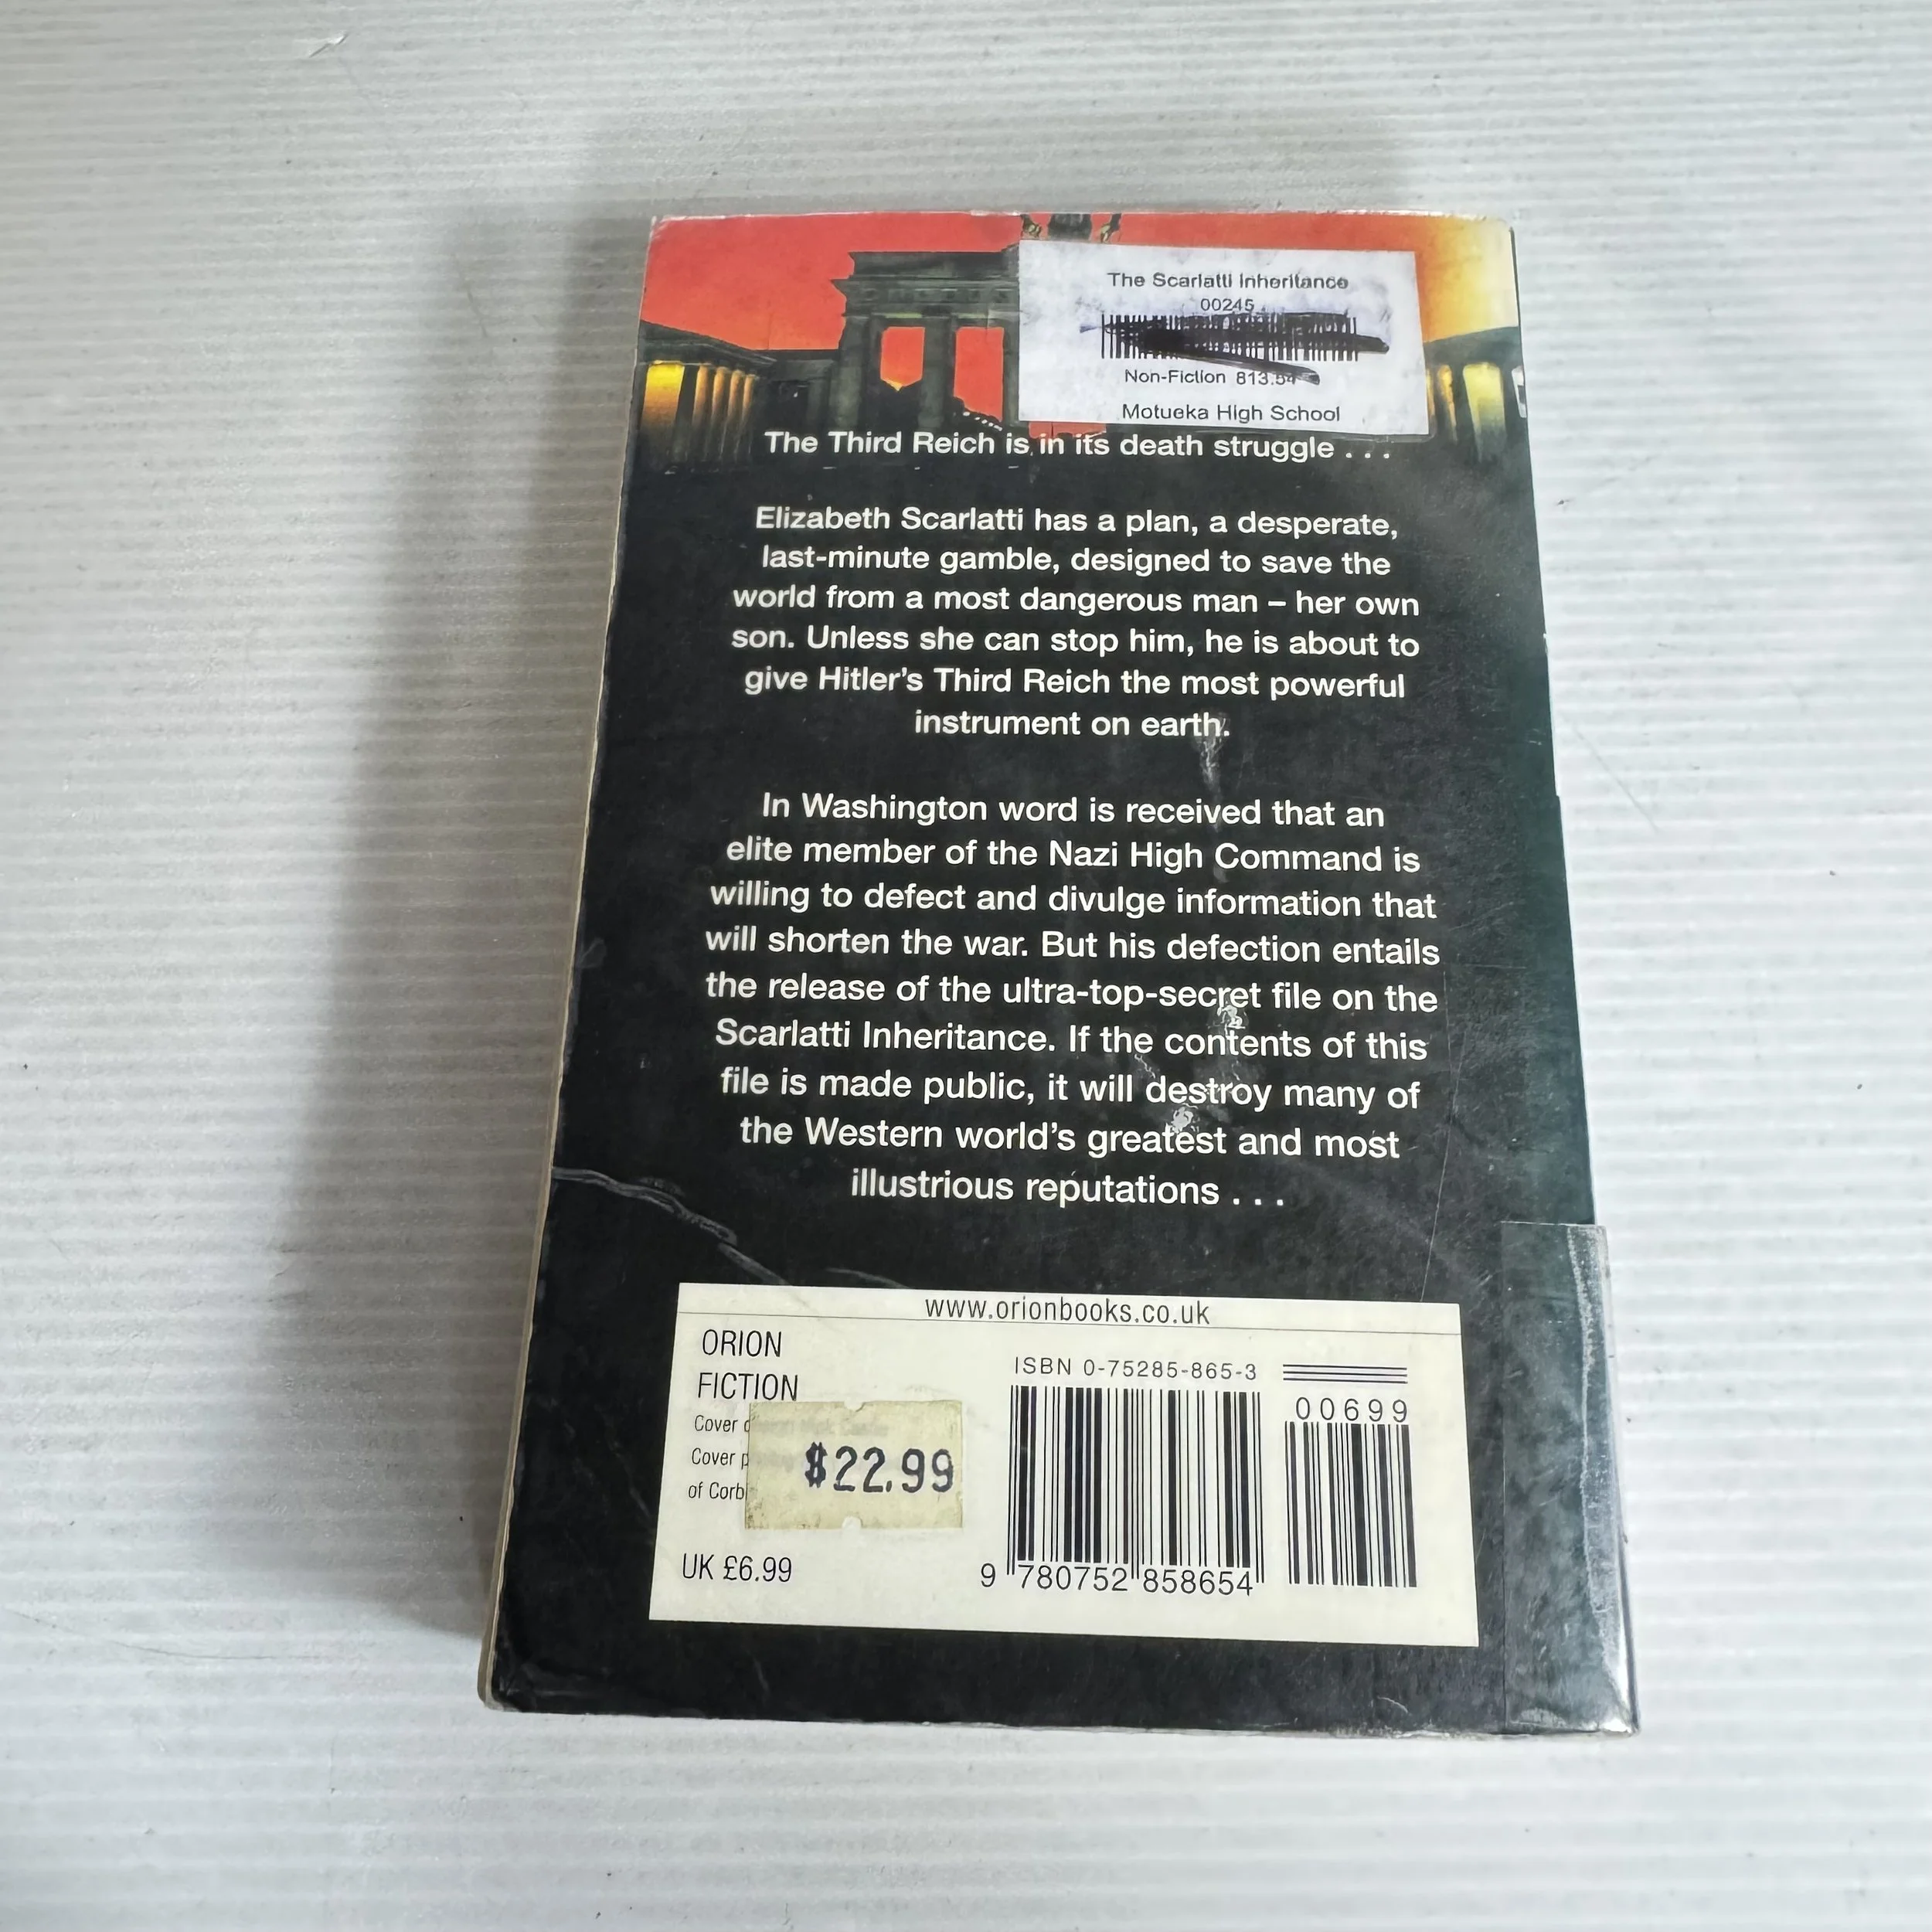 The Scarlatti Inheritance
00245
Non-Fiction 813.54
Motueka High School
The Third Reich is in its death struggle . . .
Elizabeth Scarlatti has a plan, a desperate,
last-minute gamble, designed to save the
world from a most dangerous man – her own
son. Unless she can stop him, he is about to
give Hitler's Third Reich the most powerful
instrument on earth.
In Washington word is received that an
elite member of the Nazi High Command is
willing to defect and divulge information that
will shorten the war. But his defection entails
the release of the ultra-top-secret file on the
Scarlatti Inheritance. If the contents of this
file is made public, it will destroy many of
the Western world's greatest and most
illustrious reputations . . .
www.orionbooks.co.uk
ORION
FICTION
Cover
Cover
of Corb
$22.99
UK £6.99
ISBN 0-75285-865-3
00699
9 780752 858654